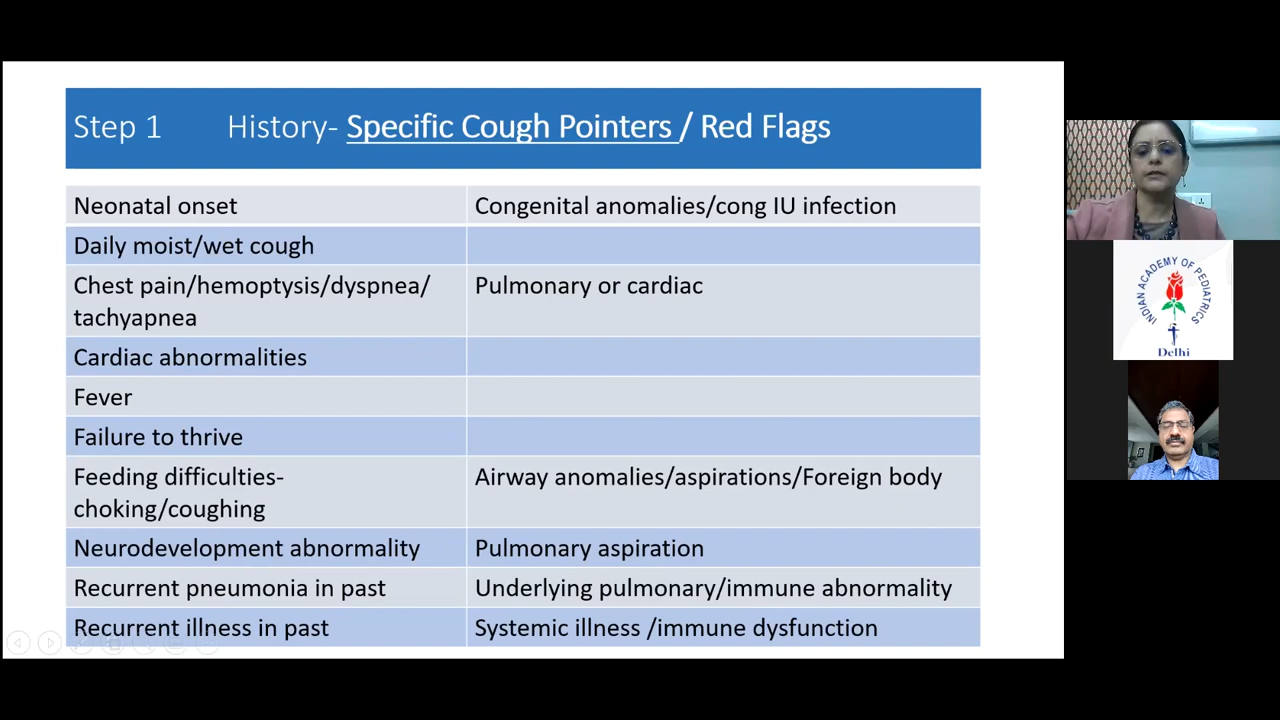 Step 1 History- Specific Cough Pointers / Red Flags
Neonatal onset Congenital anomalies/cong IU infection
Daily moist/wet cough
Chest pain/hemoptysis/dyspnea/ Pulmonary or cardiac
tachyapnea
Cardiac abnormalities
Fever
Failure to thrive
Feeding difficulties- Airway anomalies/aspirations/Foreign body
choking/coughing
Neurodevelopment abnormality Pulmonary aspiration
Recurrent pneumonia in past Underlying pulmonary/immune abnormality
Recurrent illness in past Systemic illness /immune dysfunction
INDIAN ACADEMY OF PEDIATRICS
Delhi